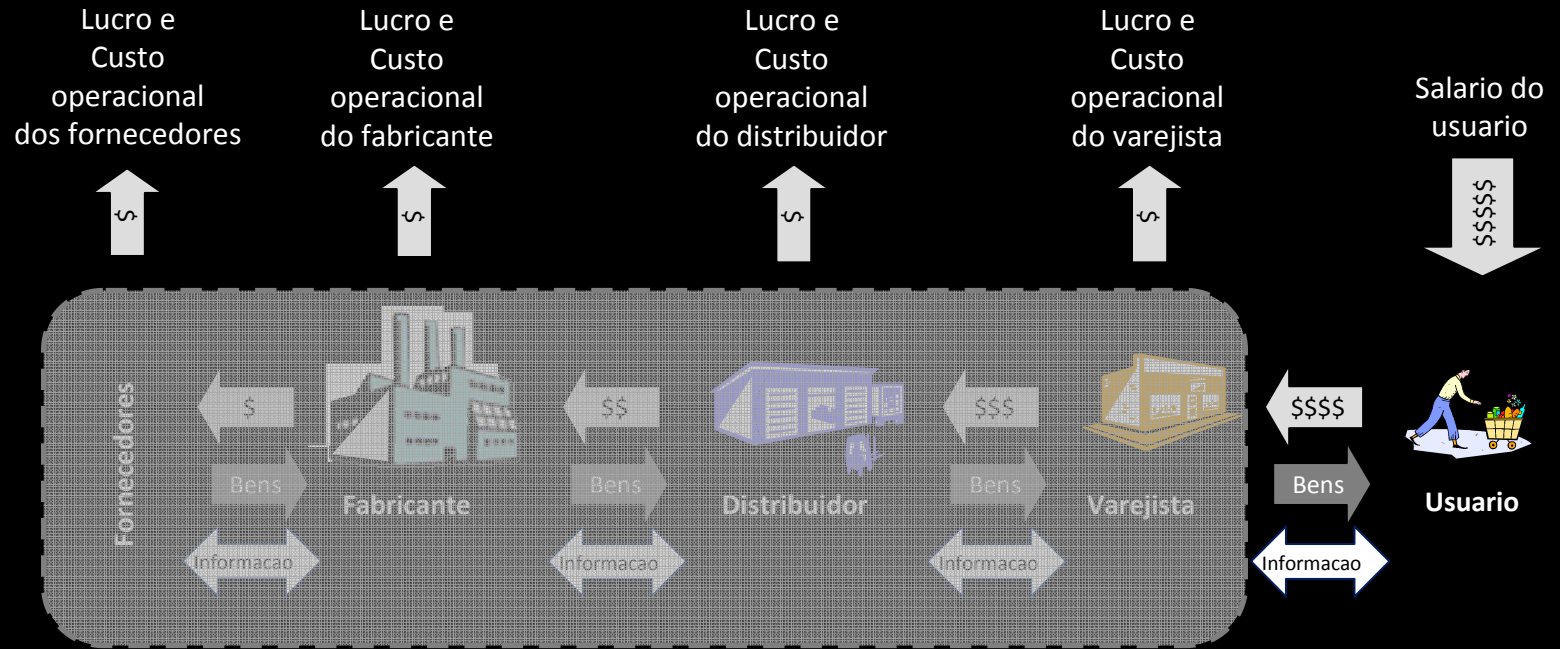 Lucro e
Custo
operacional
dos fornecedores
Lucro e
Custo
operacional
do fabricante
Lucro e
Custo
operacional
do distribuidor
Lucro e
Custo
operacional
do varejista
Salario do
usuario
$
$
$
$
$$$$$
Fornecedores
$
$$
$$$
$$$$
Bens
Bens
Bens
Bens
Fabricante
Distribuidor
Varejista
Usuario
Informacao
Informacao
Informacao
Informacao